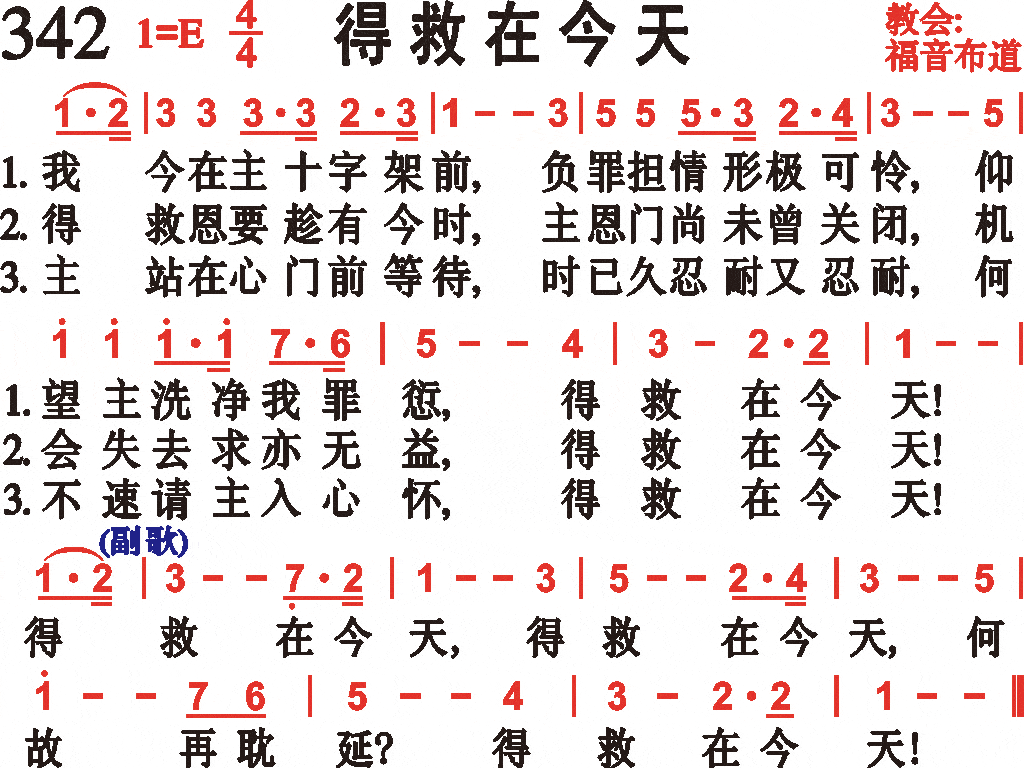 342 1=E 4/4 得救在今天 教会:
福音布道
1·2|3 3 3·3 2·3|1 - - 3|5 5 5·3 2·4|3 - - 5|
1. 我 今在主十字架前, 负罪担情形极可怜, 仰
2. 得 救恩要趁有今时, 主恩门尚未曾关闭, 机
3. 主 站在心门前等待, 时已久忍耐又忍耐, 何
1 1 1·1 7·6|5 - - 4|3 - 2·2|1 - -|
1. 望主洗净我罪愆, 得救在今天!
2. 会失去求亦无益, 得救在今天!
3. 不速请主入心怀, 得救在今天!
(副歌)
1·2|3 - - 7·2|1 - - 3|5 - - 2·4|3 - - 5|
得 救 在今天, 得救 在今天, 何
1 - - 7 6|5 - - 4|3 - 2·2|1 - -‖
故 再耽延? 得救在今天!